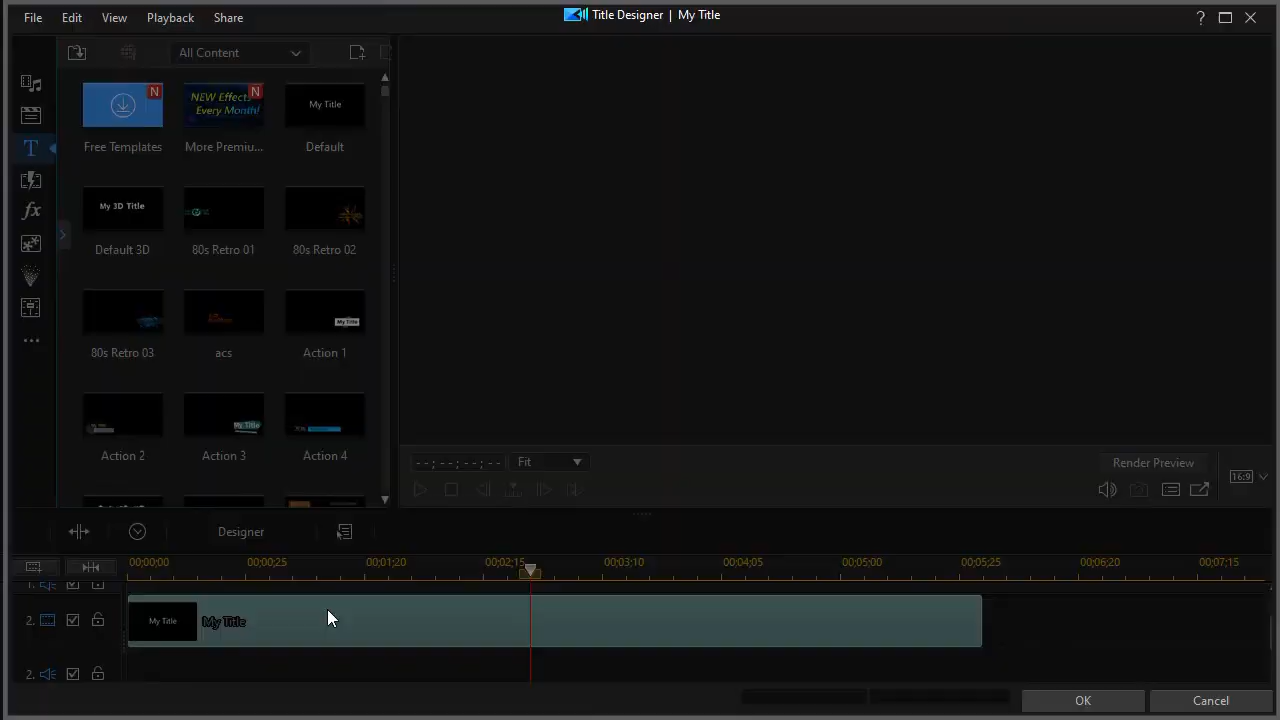 File Edit View Playback Share
Title Designer | My Title
?
All Content
N
NEW Effects Every Month! N
My Title
Free Templates More Premiu... Default
My 3D Title
Default 3D 80s Retro 01 80s Retro 02
My Title
80s Retro 03 acs Action 1
My Title
Action 2 Action 3 Action 4
--;--;--;-- Fit Render Preview
16:9
Designer
00;00;00 00;00;25 00;01;20 00;02;15 00;03;10 00;04;05 00;05;00 00;05;25 00;06;20 00;07;15
1.
2. My Title My Title
2.
OK Cancel
T
fx